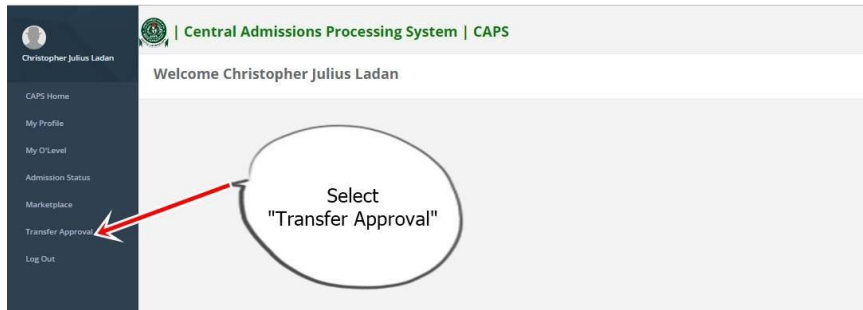 | Central Admissions Processing System | CAPS
Christopher Julius Ladan
Welcome Christopher Julius Ladan
CAPS Home
My Profile
My O'Level
Admission Status
Marketplace
Transfer Approval
Log Out
Select
"Transfer Approval"